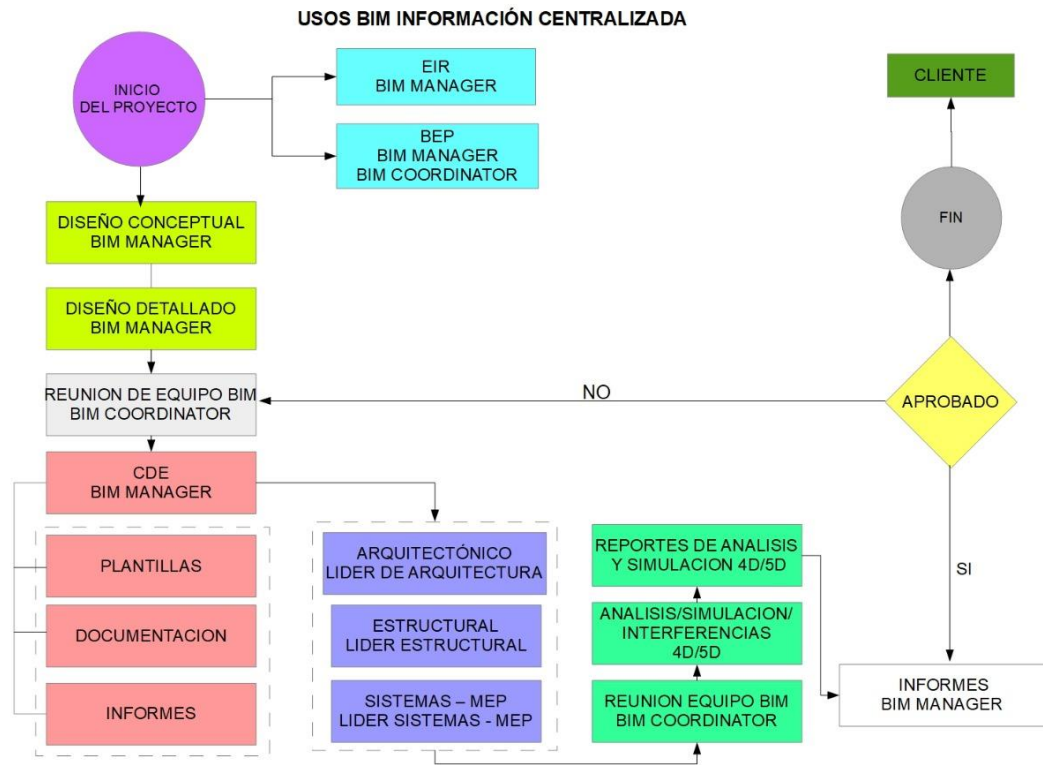 USOS BIM INFORMACIÓN CENTRALIZADA
INICIO
DEL PROYECTO
EIR
BIM MANAGER
BEP
BIM MANAGER
BIM COORDINATOR
CLIENTE
FIN
DISEÑO CONCEPTUAL
BIM MANAGER
DISEÑO DETALLADO
BIM MANAGER
REUNION DE EQUIPO BIM
BIM COORDINATOR
NO
APROBADO
CDE
BIM MANAGER
PLANTILLAS
DOCUMENTACION
INFORMES
ARQUITECTÓNICO
LIDER DE ARQUITECTURA
ESTRUCTURAL
LIDER ESTRUCTURAL
SISTEMAS – MEP
LIDER SISTEMAS - MEP
REPORTES DE ANALISIS
Y SIMULACION 4D/5D
ANALISIS/SIMULACION/
INTERFERENCIAS
4D/5D
REUNION EQUIPO BIM
BIM COORDINATOR
SI
INFORMES
BIM MANAGER